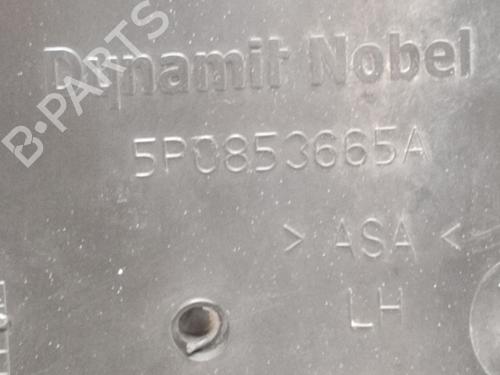 Dynamit Nobel
B-PARTS
5P0853665A
> ASA <
LH